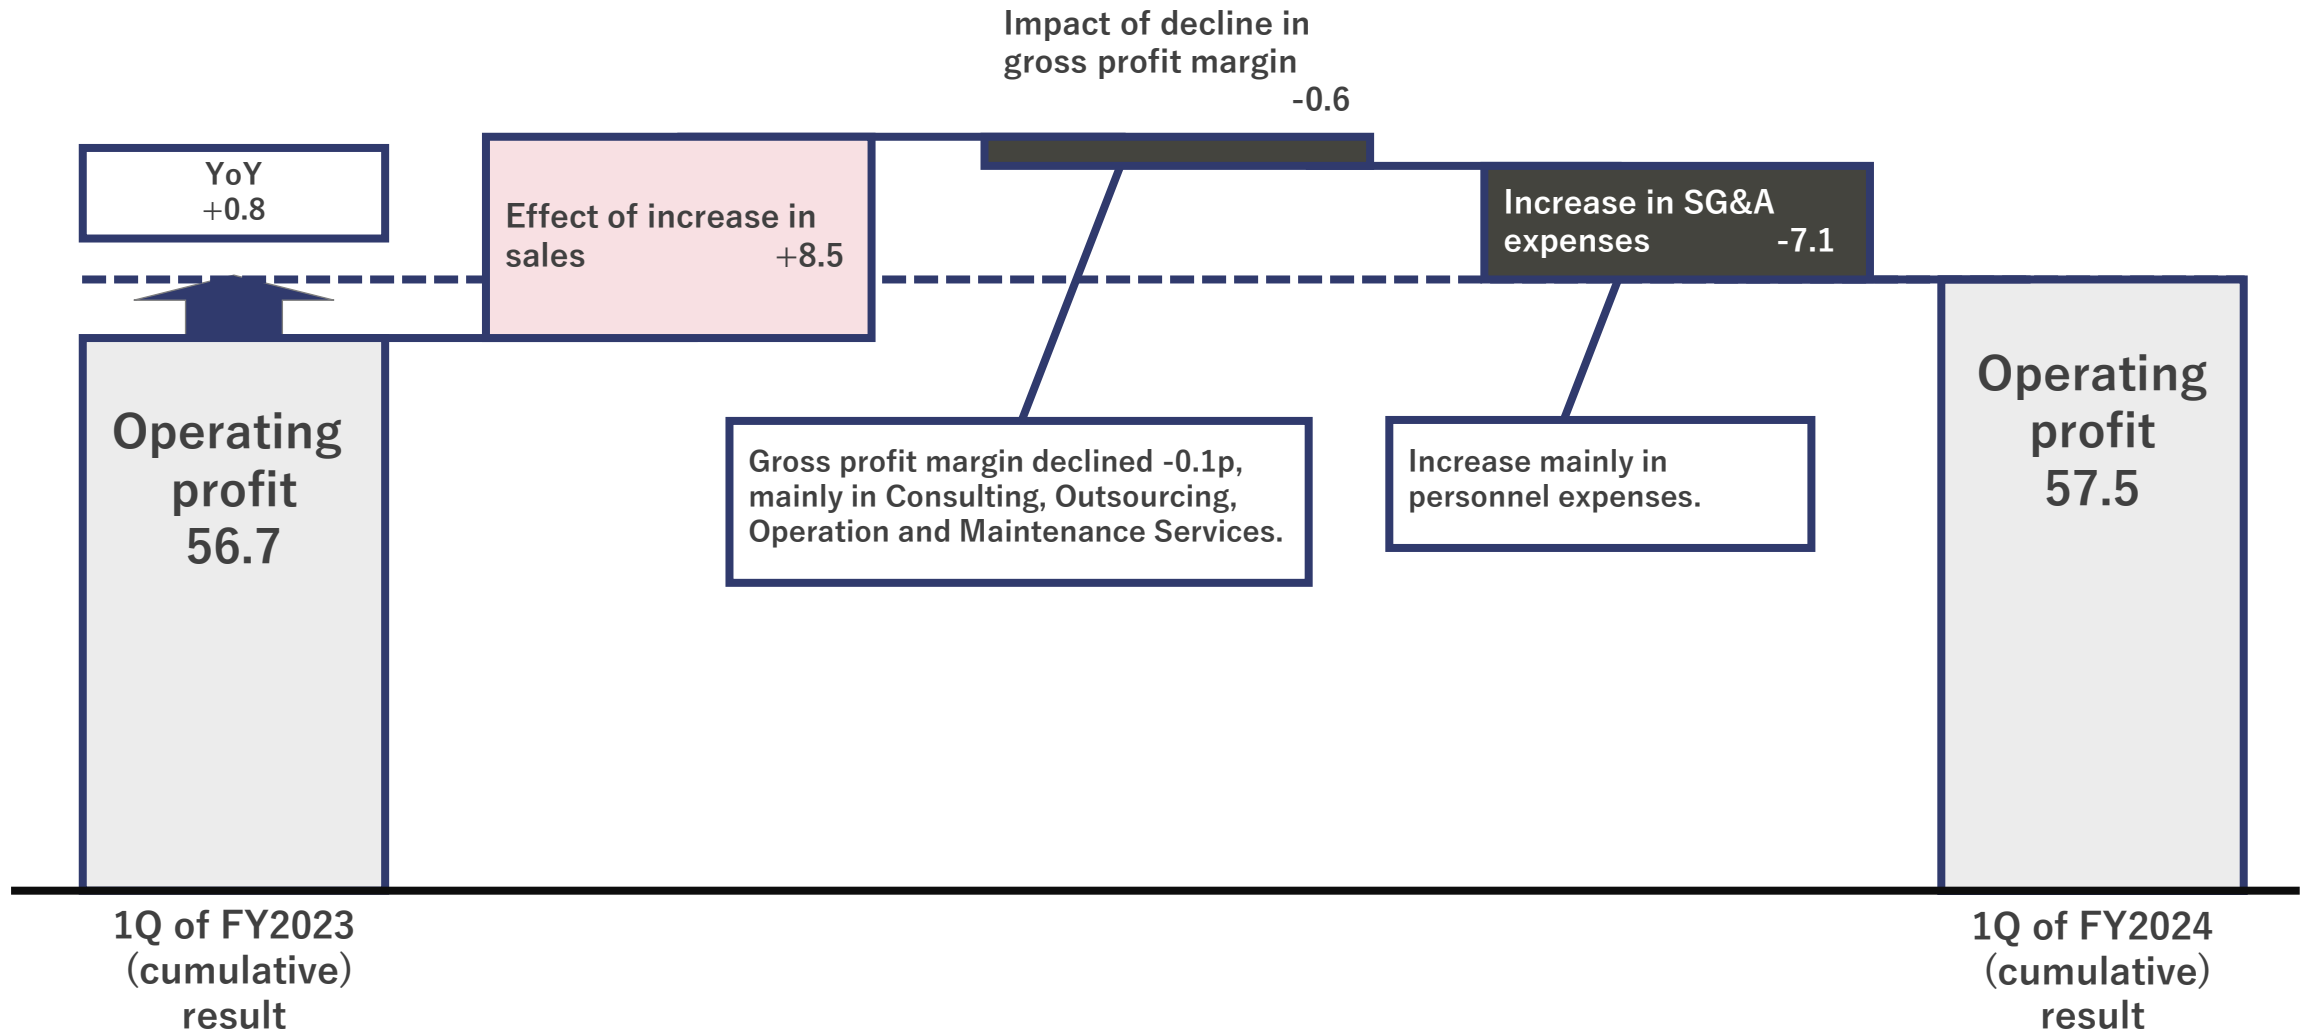 Impact of decline in
gross profit margin
-0.6
YoY
+0.8
Effect of increase in
sales +8.5
Increase in SG&A
expenses -7.1
Operating
profit
56.7
Gross profit margin declined -0.1p,
mainly in Consulting, Outsourcing,
Operation and Maintenance Services.
Increase mainly in
personnel expenses.
Operating
profit
57.5
1Q of FY2023
(cumulative)
result
1Q of FY2024
(cumulative)
result